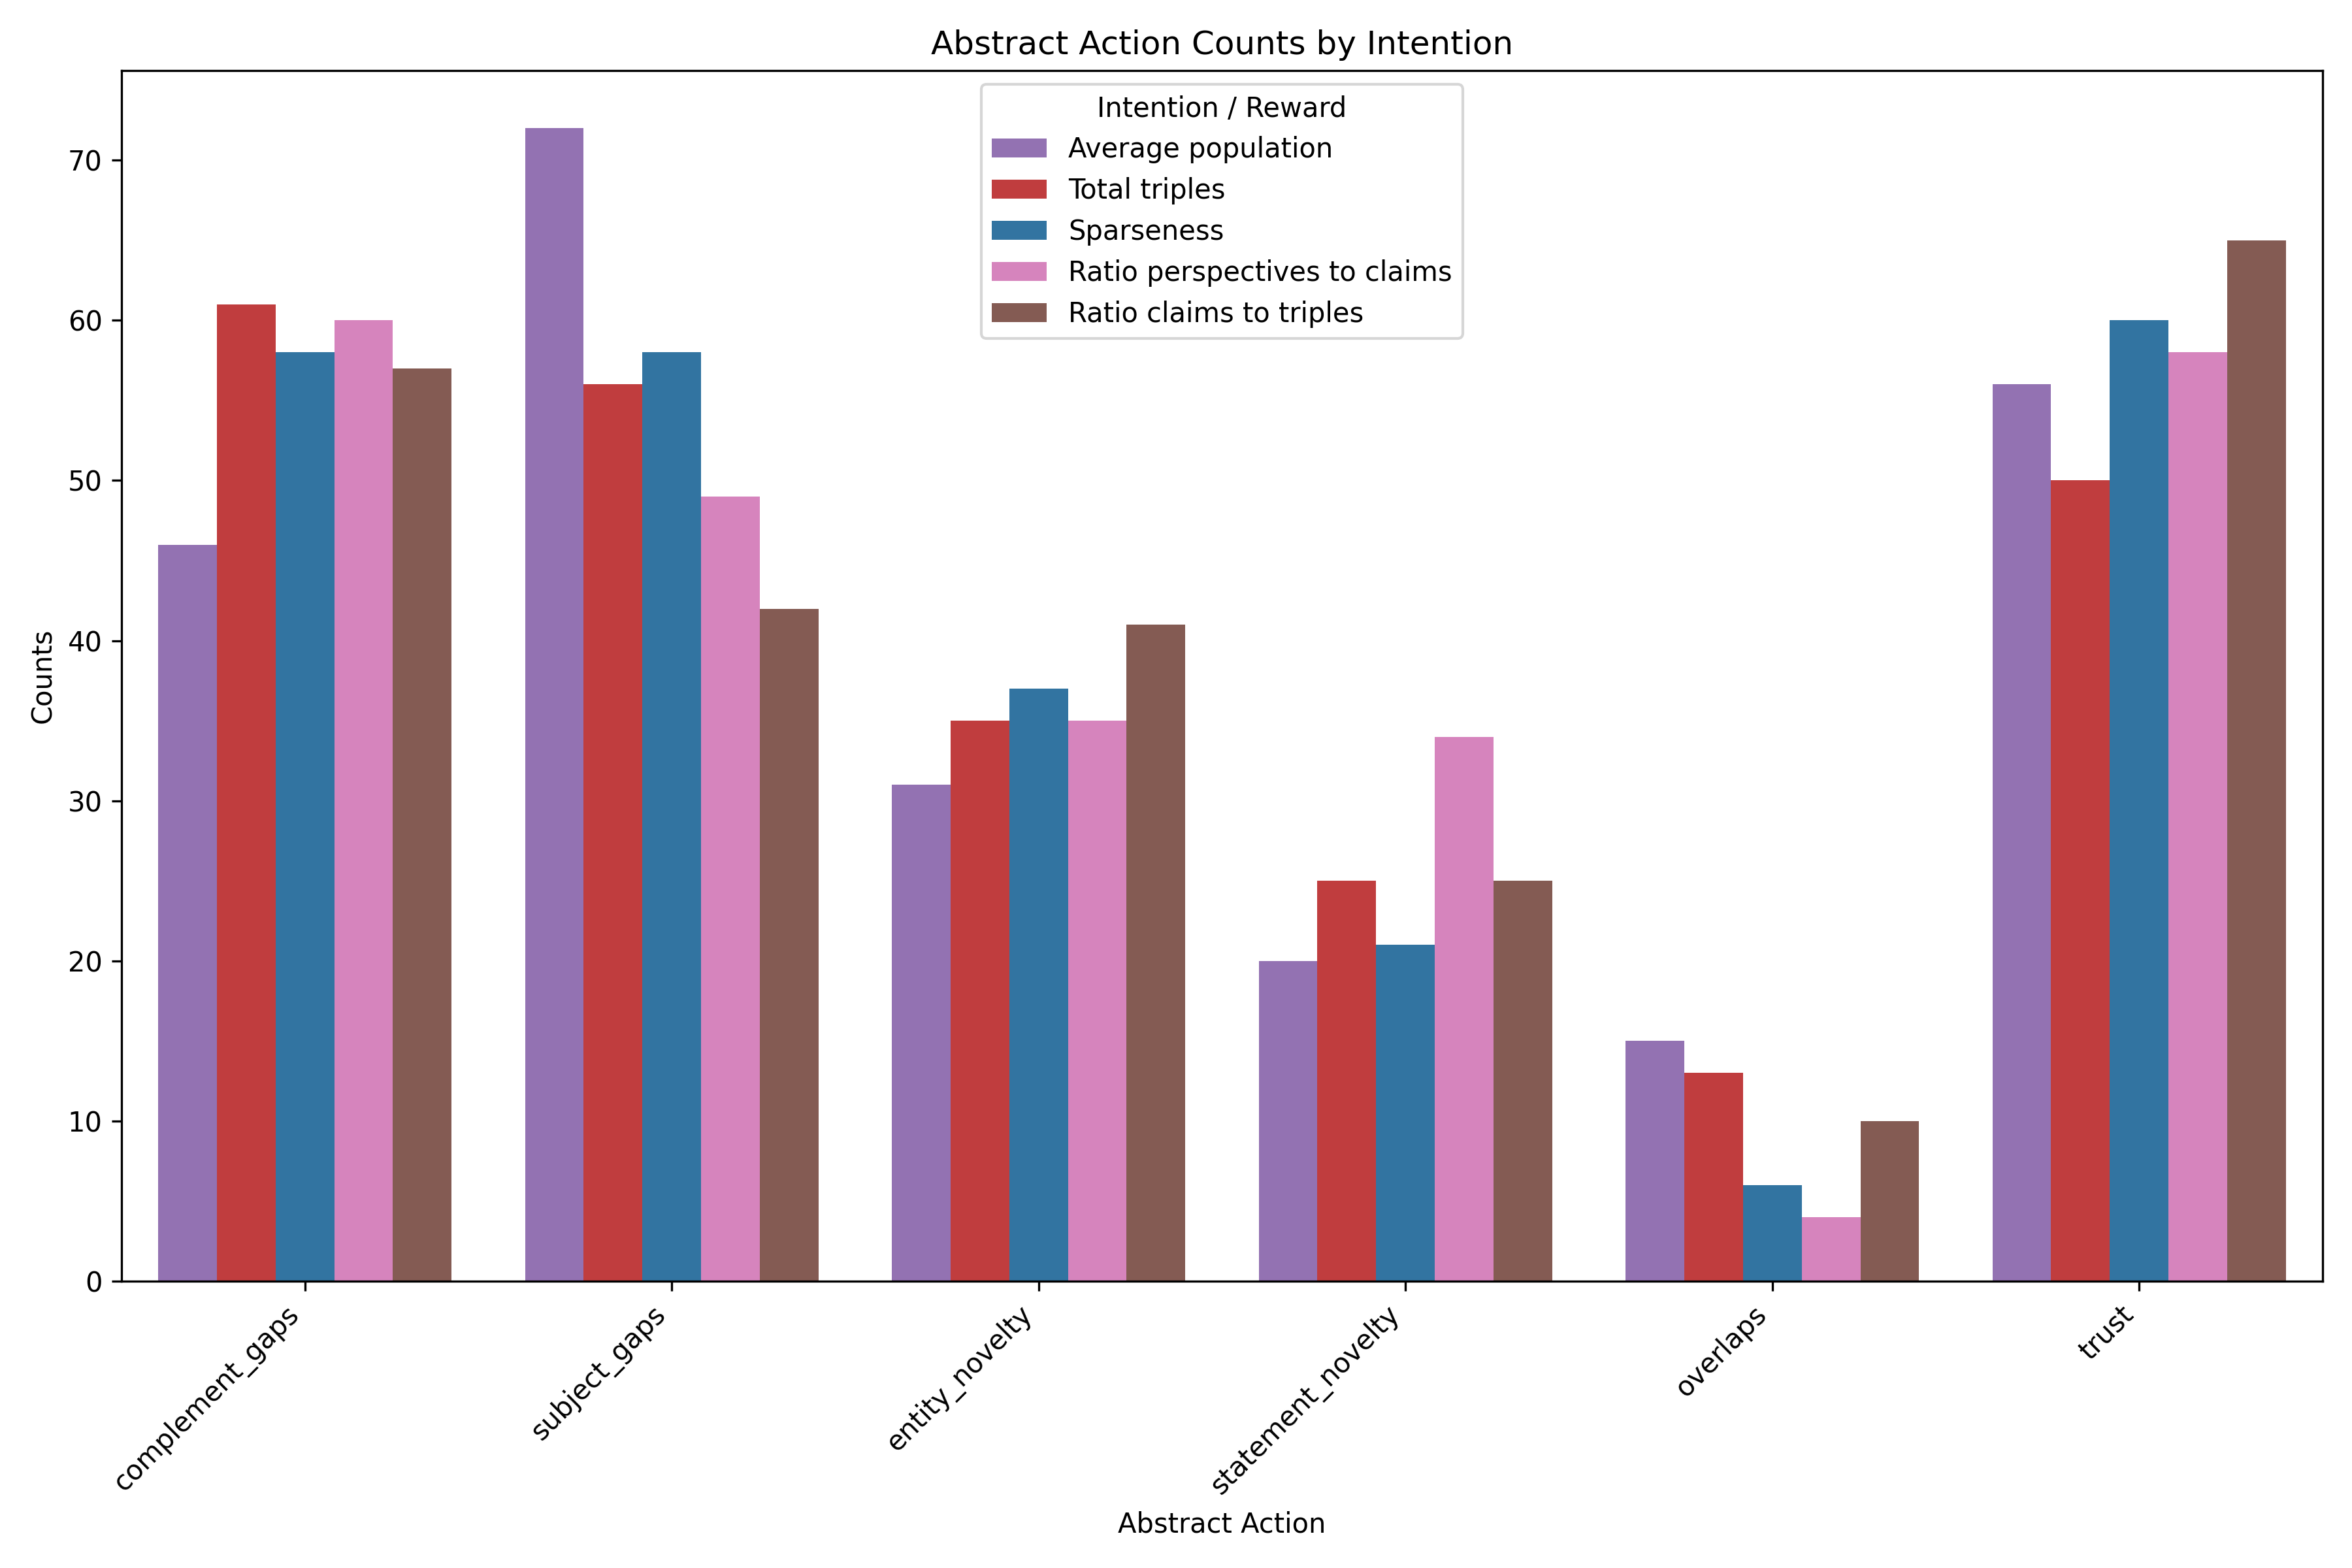 Abstract Action Counts by Intention
Intention / Reward
Average population
Total triples
Sparseness
Ratio perspectives to claims
Ratio claims to triples
Counts
70
60
50
40
30
20
10
0
complement_gaps
subject_gaps
entity_novelty
statement_novelty
overlaps
trust
Abstract Action